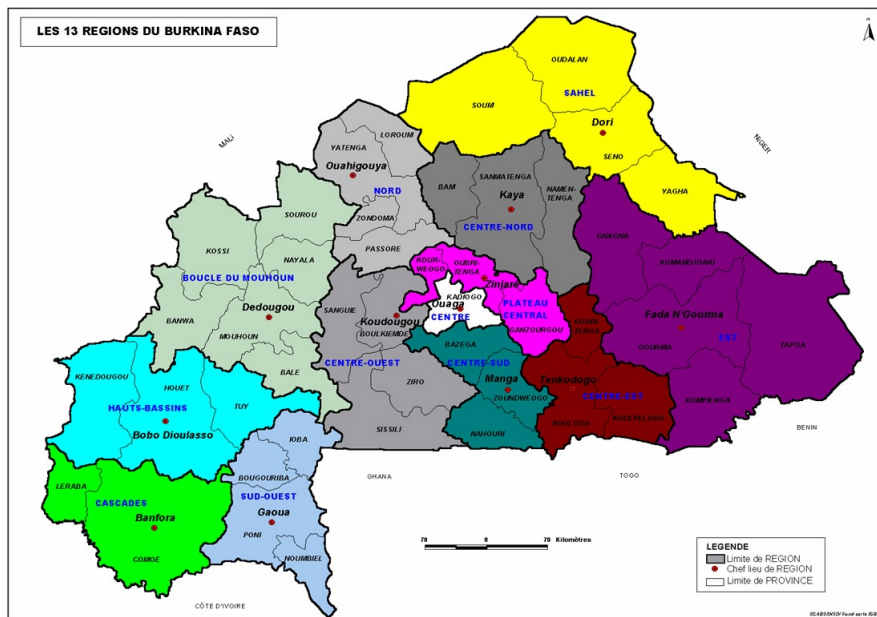 LES 13 REGIONS DU BURKINA FASO
N
OUDALAN
SAHEL
SOUM
Dori
SENO
YAGHA
MALI
NIGER
LOROUM
YATENGA
Ouahigouya
NORD
ZONDOMA
PASSORE
BAM
SANMATENGA
NAMEN-
TENGA
Kaya
CENTRE-NORD
SOUROU
KOSSI
NAYALA
BOUCLE DU MOUHOUN
Dedougou
BANWA
MOUHOUN
BALE
GNAGNA
KOMANDJOARI
Fada N'Gourma
GOURMA
EST
TAPOA
KOMPIENGA
KOUR-
WEOGO
OUBRI-
TENGA
Zinjare
PLATEAU
CENTRAL
GANZOURGOU
KADIOGO
Ouaga
CENTRE
SANGUIE
Koudougou
BOULKIEMDE
CENTRE-OUEST
ZIRO
SISSILI
BAZEGA
CENTRE-SUD
Manga
ZOUNDWEOGO
NAHOURI
KOURI-
TENGA
Tenkodogo
CENTRE-EST
BOULGOU
KOULPELOGO
KENEDOUGOU
HOUET
TUY
HAUTS-BASSINS
Bobo Dioulasso
IOBA
BOUGOURIBA
SUD-OUEST
Gaoua
PONI
NOUMBIEL
LERABA
CASCADES
Banfora
COMOE
BENIN
GHANA
TOGO
CÔTE D'IVOIRE
70 0 70 Kilomètres
LEGENDE
Limite de REGION
Chef lieu de REGION
Limite de PROVINCE